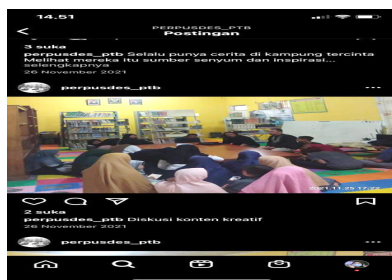 14.51
PERPUSDES_PTB
Postingan
3 suka
perpusdes_ptb Selalu punya cerita di kampung tercinta
Melihat mereka itu sumber senyum dan inspirasi...
selengkapnya
26 November 2021
perpusdes_ptb
2021.11.25 17:22
2 suka
perpusdes_ptb Diskusi konten kreatif
26 November 2021
perpusdes_ptb